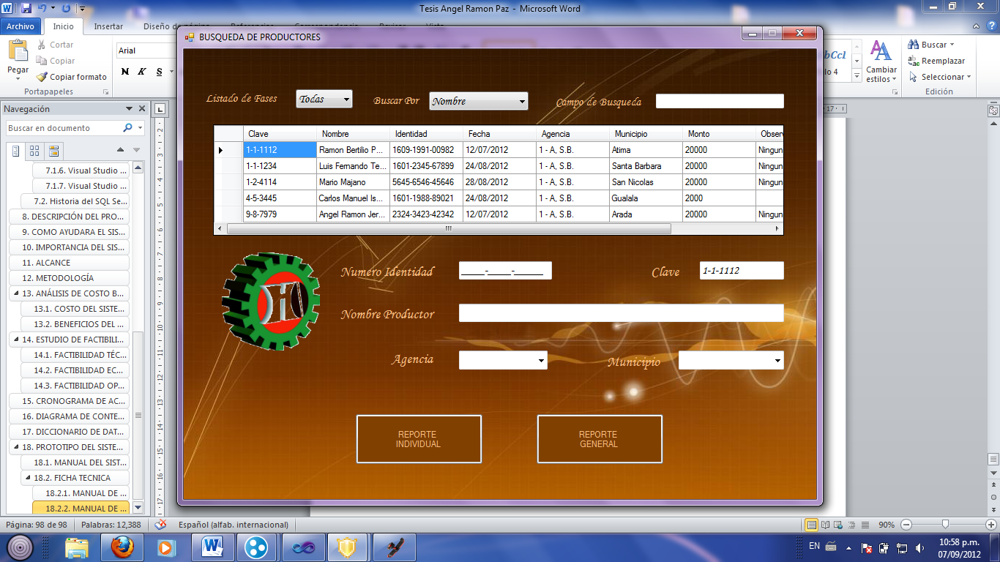 Tesis Angel Ramon Paz - Microsoft Word
Archivo Inicio Insertar Diseño de
BUSQUEDA DE PRODUCTORES
Pegar
Cortar
Copiar
Copiar formato
Portapapeles
Arial
N K S
Cambiar estilos
Buscar
Reemplazar
Seleccionar
Edición
Navegación
Buscar en documento
7.1.6. Visual Studio ...
7.1.7. Visual Studio ...
7.2. Historia del SQL Se...
8. DESCRIPCIÓN DEL PRO...
9. COMO AYUDARA EL SIS...
10. IMPORTANCIA DEL SIS...
11. ALCANCE
12. METODOLOGÍA
13. ANÁLISIS DE COSTO B...
13.1. COSTO DEL SISTE...
13.2. BENEFICIOS DEL ...
14. ESTUDIO DE FACTIBILI...
14.1. FACTIBILIDAD TÉC...
14.2. FACTIBILIDAD EC...
14.3. FACTIBILIDAD OP...
15. CRONOGRAMA DE AC...
16. DIAGRAMA DE CONTE...
17. DICCIONARIO DE DAT...
18. PROTOTIPO DEL SISTE...
18.1. MANUAL DEL SIST...
18.2. FICHA TECNICA
18.2.1. MANUAL DE ...
18.2.2. MANUAL DE ...
Listado de Fases Todas Buscar Por Nombre Campo de Busqueda
Clave Nombre Identidad Fecha Agencia Municipio Monto Obser
1-1-1112 Ramon Bertilio P... 1609-1991-00982 12/07/2012 1 - A, S.B. Atima 20000 Ningun
1-1-1234 Luis Fernando Te... 1601-2345-67899 24/08/2012 1 - A, S.B. Santa Barbara 20000 Ningun
1-2-4114 Mario Majano 5645-6546-45646 28/08/2012 1 - A, S.B. San Nicolas 20000 Ningun
4-5-3445 Carlos Manuel Is... 1601-1988-89021 24/08/2012 1 - A, S.B. Gualala 2000
9-8-7979 Angel Ramon Jer... 2324-3423-42342 12/07/2012 1 - A, S.B. Arada 20000 Ningun
Numero Identidad ____-____-_____ Clave 1-1-1112
Nombre Productor
Agencia Municipio
REPORTE INDIVIDUAL
REPORTE GENERAL
Página: 98 de 98 Palabras: 12,388 Español (alfab. internacional) 90%
EN 10:58 p.m.
07/09/2012